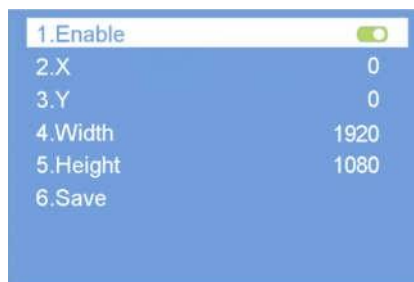 1.Enable
2.X 0
3.Y 0
4.Width 1920
5.Height 1080
6.Save